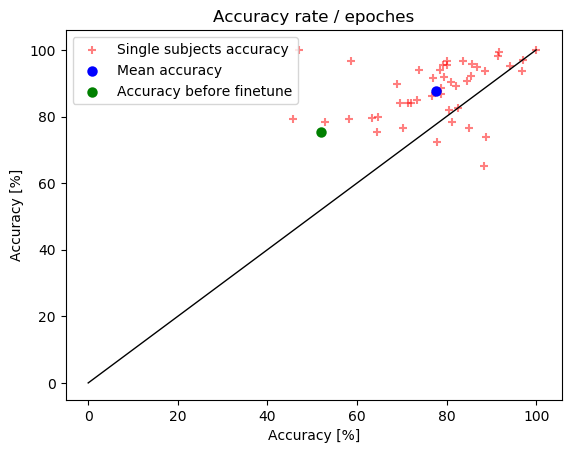 Accuracy rate / epoches
Single subjects accuracy
Mean accuracy
Accuracy before finetune
Accuracy [%]
100
80
60
40
20
0
0 20 40 60 80 100
Accuracy [%]